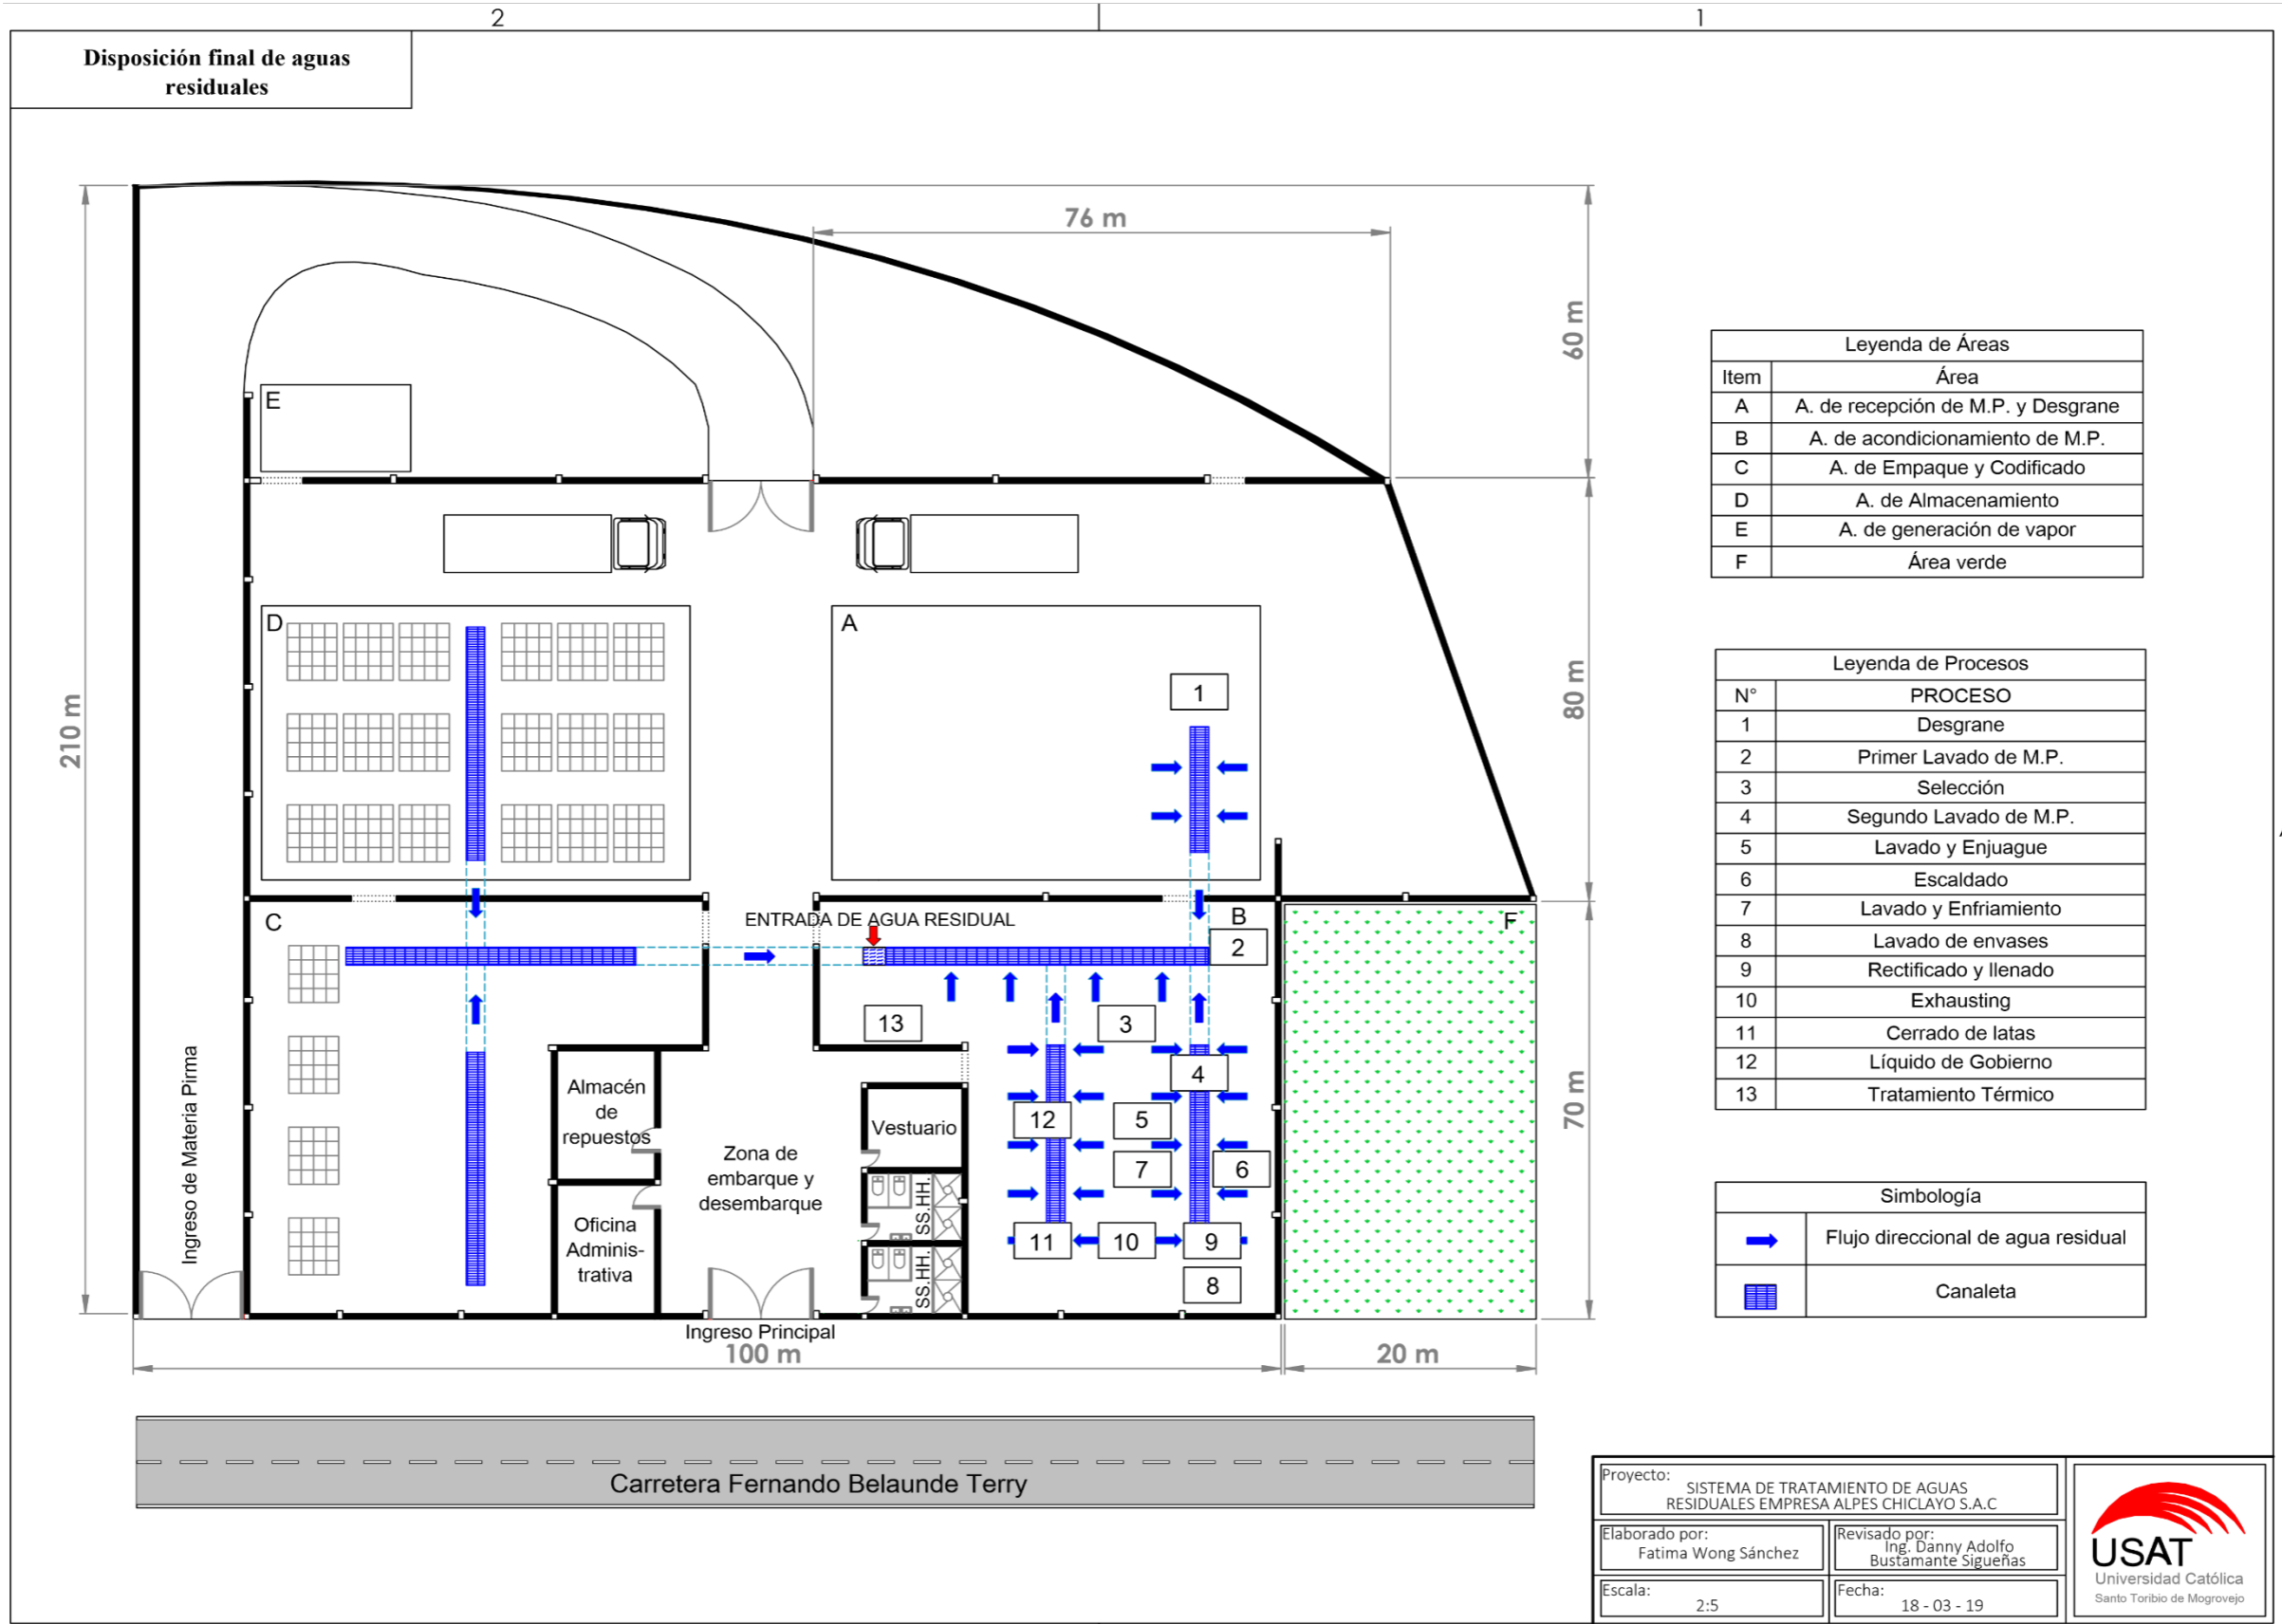 2
1
Disposición final de aguas
residuales
76 m
60 m
210 m
80 m
70 m
E
D
A
1
C
ENTRADA DE AGUA RESIDUAL
B
2
F
13
3
4
12
5
7
6
11
10
9
8
Ingreso de Materia Pirma
Almacén
de
repuestos
Oficina
Adminis-
trativa
Zona de
embarque y
desembarque
Vestuario
SS.HH.
SS.HH.
Ingreso Principal
100 m
20 m
Carretera Fernando Belaunde Terry
Leyenda de Áreas
Item Área
A A. de recepción de M.P. y Desgrane
B A. de acondicionamiento de M.P.
C A. de Empaque y Codificado
D A. de Almacenamiento
E A. de generación de vapor
F Área verde
Leyenda de Procesos
N° PROCESO
1 Desgrane
2 Primer Lavado de M.P.
3 Selección
4 Segundo Lavado de M.P.
5 Lavado y Enjuague
6 Escaldado
7 Lavado y Enfriamiento
8 Lavado de envases
9 Rectificado y llenado
10 Exhausting
11 Cerrado de latas
12 Líquido de Gobierno
13 Tratamiento Térmico
Simbología
Flujo direccional de agua residual
Canaleta
Proyecto:
SISTEMA DE TRATAMIENTO DE AGUAS
RESIDUALES EMPRESA ALPES CHICLAYO S.A.C
Elaborado por:
Fatima Wong Sánchez
Revisado por:
Ing. Danny Adolfo
Bustamante Sigueñas
Escala:
2:5
Fecha:
18 - 03 - 19
USAT
Universidad Católica
Santo Toribio de Mogrovejo